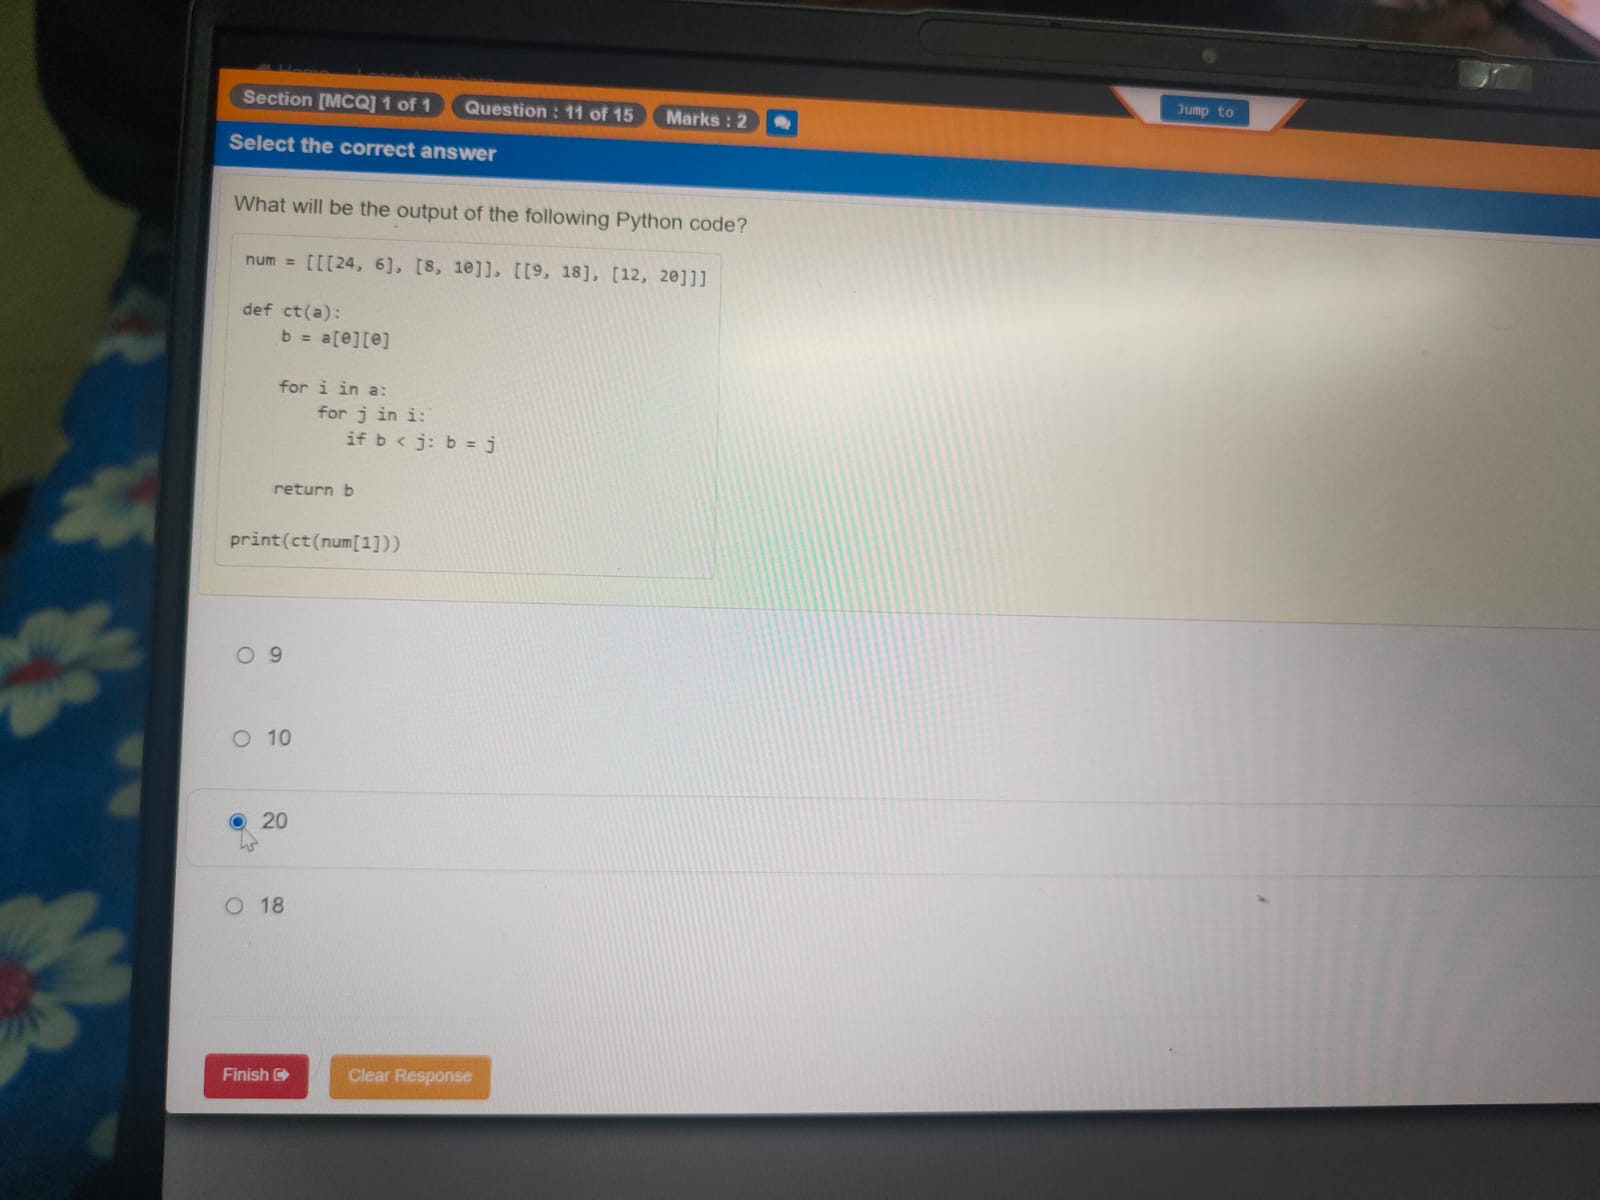 Section [MCQ] 1 of 1 Question : 11 of 15 Marks : 2 Jump to
Select the correct answer
What will be the output of the following Python code?
num = [[[24, 6], [8, 10]], [[9, 18], [12, 20]]]
def ct(a):
    b = a[0][0]
    for i in a:
        for j in i:
            if b < j: b = j
    return b
print(ct(num[1]))
9
10
20
18
Finish Clear Response